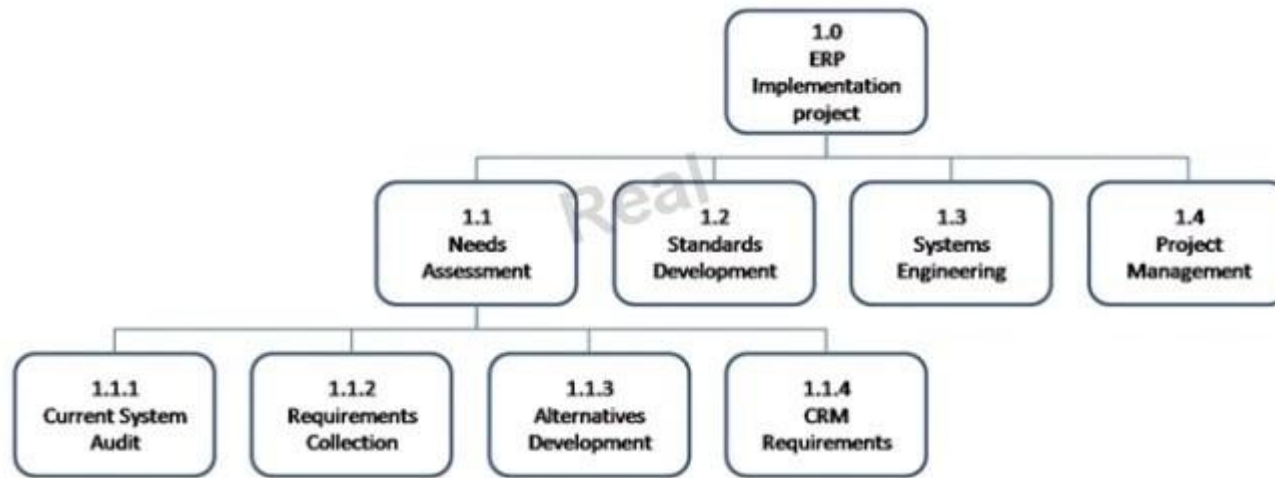 1.0
ERP
Implementation
project
1.1
Needs
Assessment
1.2
Standards
Development
1.3
Systems
Engineering
1.4
Project
Management
Real
1.1.1
Current System
Audit
1.1.2
Requirements
Collection
1.1.3
Alternatives
Development
1.1.4
CRM
Requirements